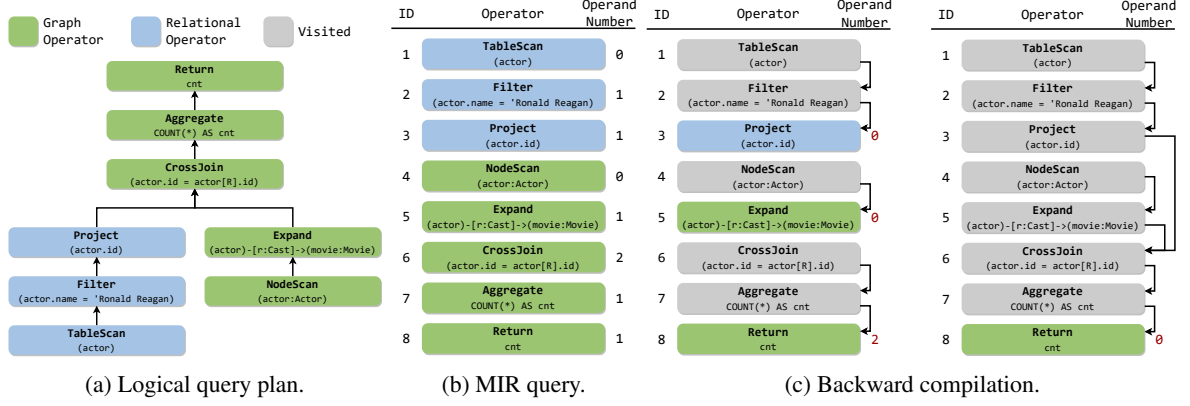 Graph
Operator
Relational
Operator
Visited
Return
cnt
Aggregate
COUNT(*) AS cnt
CrossJoin
(actor.id = actor[R].id)
Project
(actor.id)
Expand
(actor)-[r:Cast]->(movie:Movie)
Filter
(actor.name = 'Ronald Reagan)
NodeScan
(actor:Actor)
TableScan
(actor)
(a) Logical query plan.
ID Operator Operand
Number
1 TableScan 0
(actor)
2 Filter 1
(actor.name = 'Ronald Reagan)
3 Project 1
(actor.id)
4 NodeScan 0
(actor:Actor)
5 Expand 1
(actor)-[r:Cast]->(movie:Movie)
6 CrossJoin 2
(actor.id = actor[R].id)
7 Aggregate 1
COUNT(*) AS cnt
8 Return 1
cnt
(b) MIR query.
ID Operator Operand
Number
1 TableScan
(actor)
2 Filter
(actor.name = 'Ronald Reagan)
3 Project 0
(actor.id)
4 NodeScan
(actor:Actor)
5 Expand 0
(actor)-[r:Cast]->(movie:Movie)
6 CrossJoin
(actor.id = actor[R].id)
7 Aggregate
COUNT(*) AS cnt
8 Return 2
cnt
ID Operator Operand
Number
1 TableScan
(actor)
2 Filter
(actor.name = 'Ronald Reagan)
3 Project
(actor.id)
4 NodeScan
(actor:Actor)
5 Expand
(actor)-[r:Cast]->(movie:Movie)
6 CrossJoin
(actor.id = actor[R].id)
7 Aggregate
COUNT(*) AS cnt
8 Return 0
cnt
(c) Backward compilation.